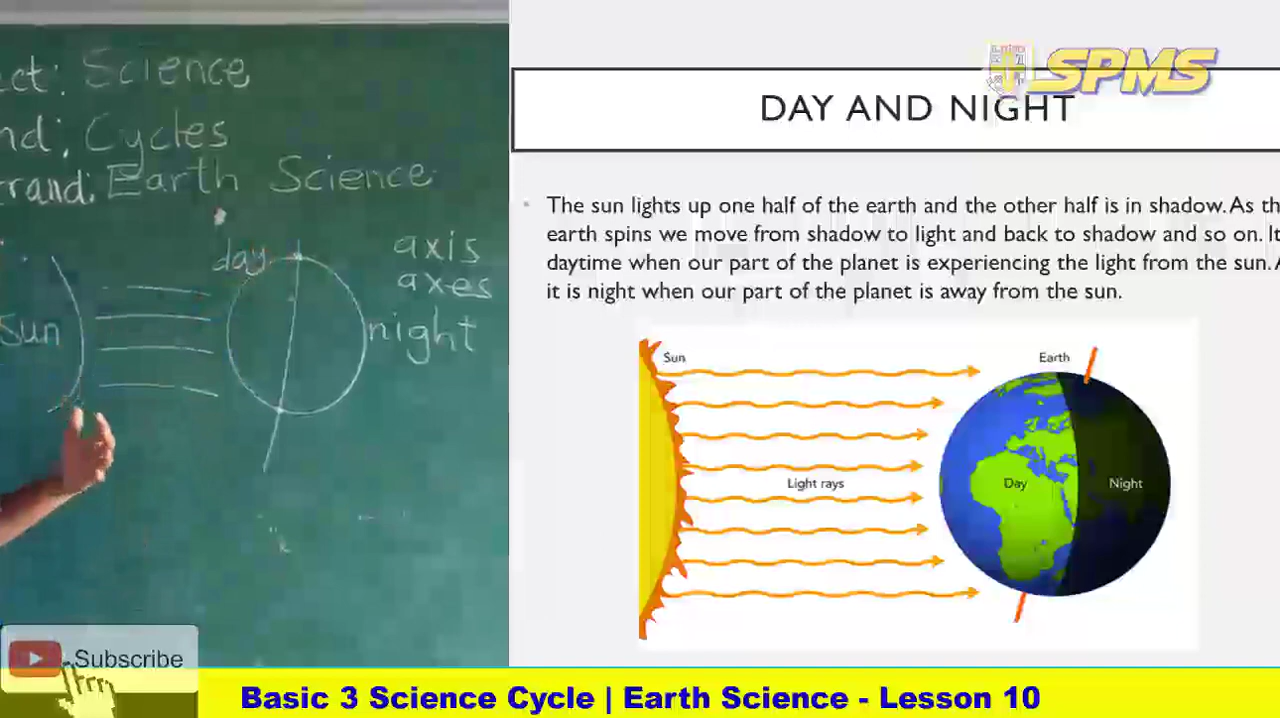 ect: Science
nd: Cycles
rrand: Earth Science
day
axis
axes
Sun
night
SPMS
DAY AND NIGHT
The sun lights up one half of the earth and the other half is in shadow. As th
earth spins we move from shadow to light and back to shadow and so on. It
daytime when our part of the planet is experiencing the light from the sun. A
it is night when our part of the planet is away from the sun.
Sun
Earth
Light rays
Day
Night
Subscribe
Basic 3 Science Cycle | Earth Science - Lesson 10